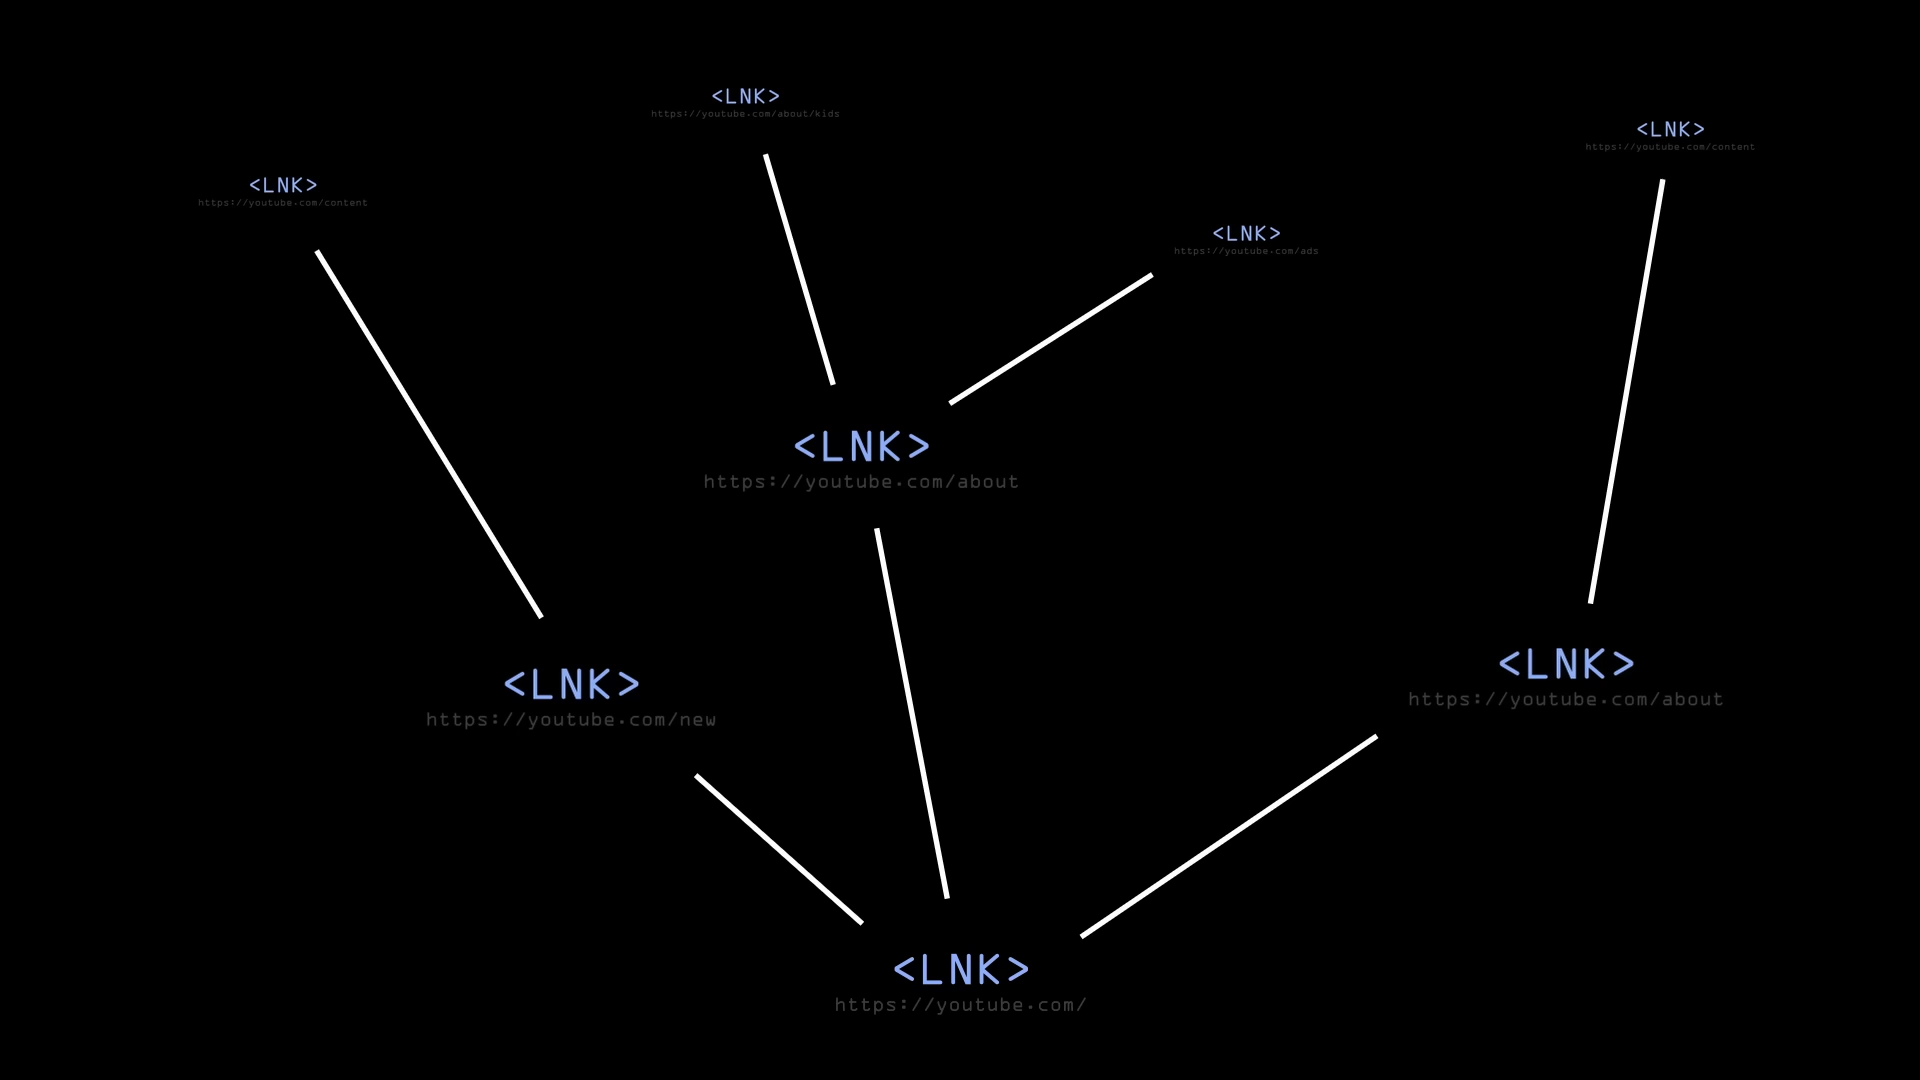 <LNK>
https://youtube.com/about/kids
<LNK>
https://youtube.com/content
<LNK>
https://youtube.com/content
<LNK>
https://youtube.com/ads
<LNK>
https://youtube.com/about
<LNK>
https://youtube.com/new
<LNK>
https://youtube.com/about
<LNK>
https://youtube.com/